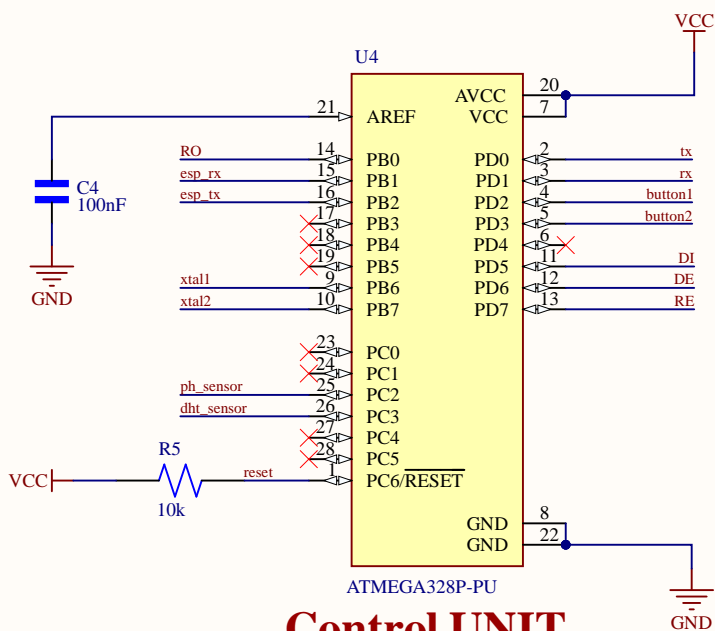 VCC
U4
21
AREF
AVCC
20
VCC
7
RO
14
PB0
PD0
2
tx
esp_rx
15
PB1
PD1
3
rx
esp_tx
16
PB2
PD2
4
button1
17
PB3
PD3
5
button2
18
PB4
PD4
6
19
PB5
PD5
11
DI
xtal1
9
PB6
PD6
12
DE
xtal2
10
PB7
PD7
13
RE
C4
100nF
GND
23
PC0
24
PC1
ph_sensor
25
PC2
dht_sensor
26
PC3
27
PC4
28
PC5
R5
VCC
reset
1
PC6/RESET
10k
GND
8
GND
22
ATMEGA328P-PU
GND
Control UNIT